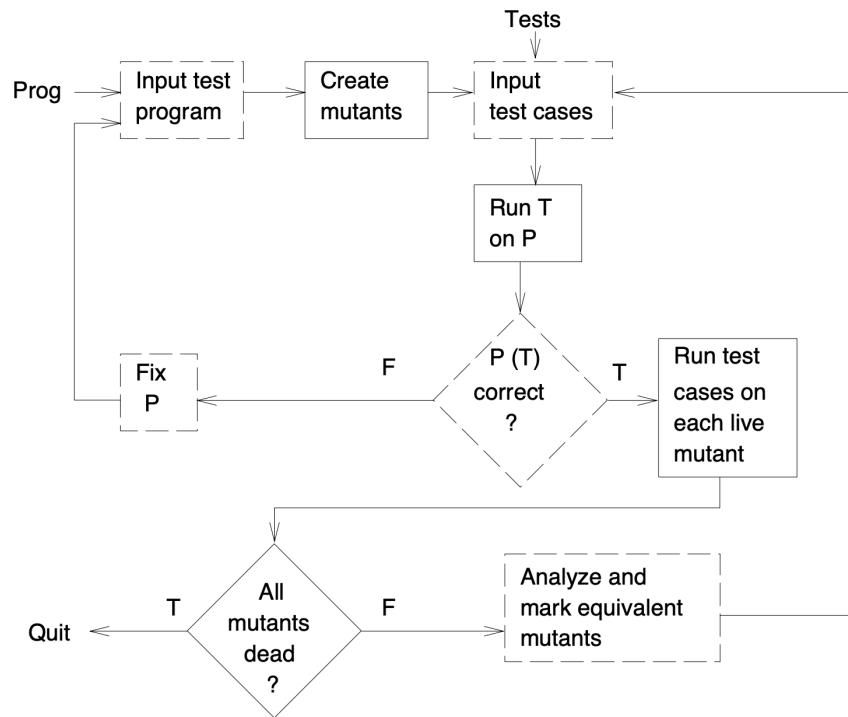 Tests
Prog
Input test
program
Create
mutants
Input
test cases
Run T
on P
P (T)
correct
?
F
T
Fix
P
Run test
cases on
each live
mutant
All
mutants
dead
?
T
F
Quit
Analyze and
mark equivalent
mutants